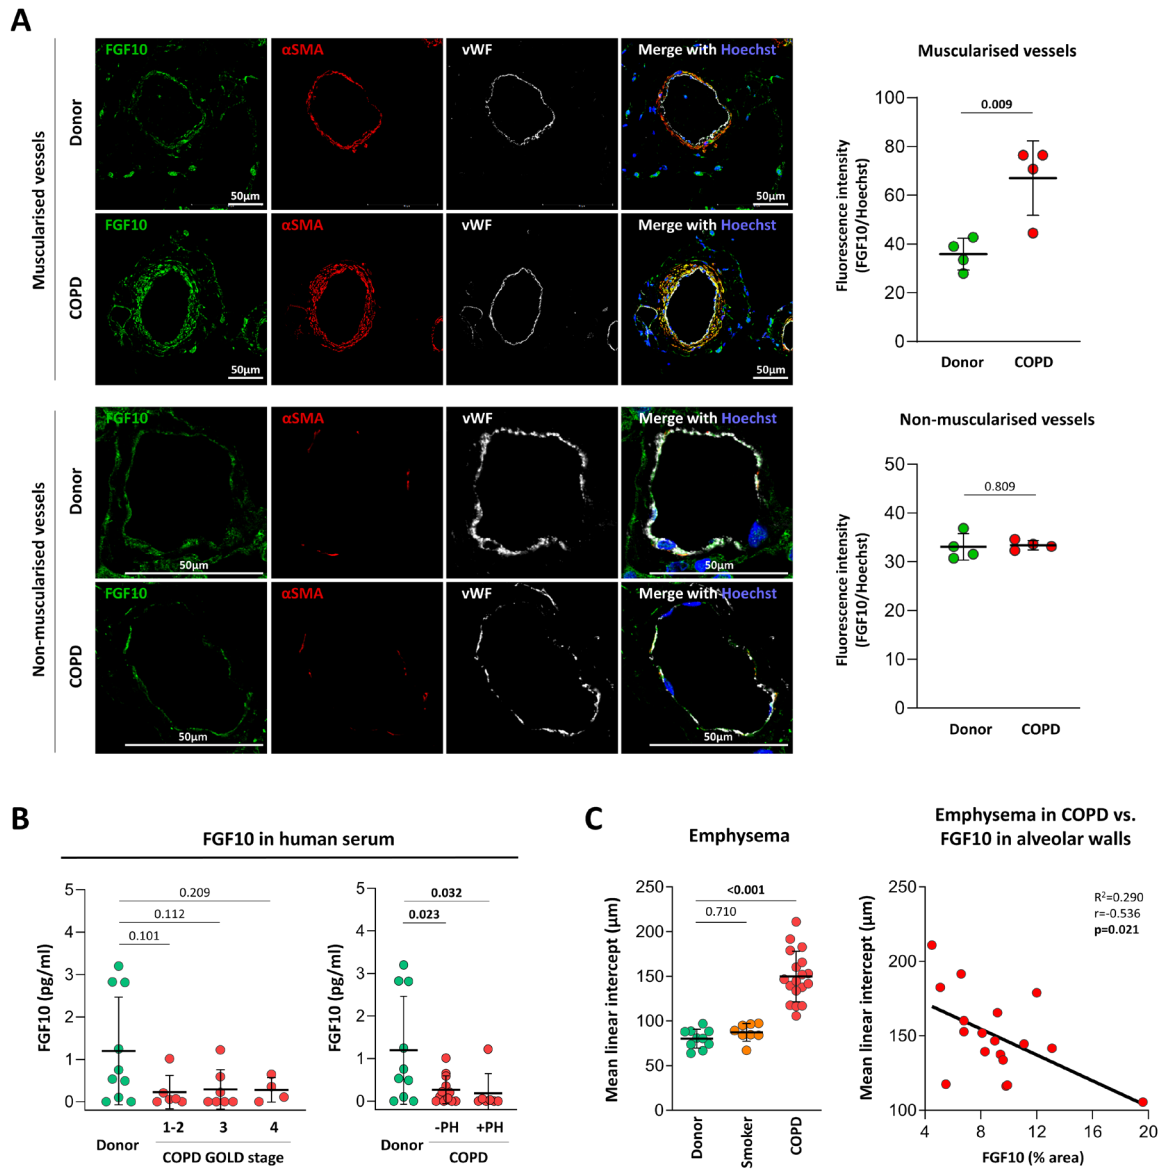 A
Muscularised vessels
Donor
FGF10
αSMA
vWF
Merge with Hoechst
50µm
50µm
COPD
FGF10
αSMA
vWF
Merge with Hoechst
50µm
50µm
Non-muscularised vessels
Donor
FGF10
αSMA
vWF
Merge with Hoechst
50µm
50µm
COPD
FGF10
αSMA
vWF
Merge with Hoechst
50µm
50µm
Muscularised vessels
Fluorescence intensity
(FGF10/Hoechst)
100
80
60
40
20
0
0.009
Donor COPD
Non-muscularised vessels
Fluorescence intensity
(FGF10/Hoechst)
50
40
30
20
10
0
0.809
Donor COPD
B
FGF10 in human serum
FGF10 (pg/ml)
5
4
3
2
1
0
0.209
0.112
0.101
Donor 1-2 3 4
COPD GOLD stage
FGF10 (pg/ml)
5
4
3
2
1
0
0.032
0.023
Donor -PH +PH
COPD
C
Emphysema
Mean linear intercept (µm)
250
200
150
100
50
0
<0.001
0.710
Donor
Smoker
COPD
Emphysema in COPD vs.
FGF10 in alveolar walls
Mean linear intercept (µm)
250
200
150
100
R²=0.290
r=-0.536
p=0.021
4 8 12 16 20
FGF10 (% area)